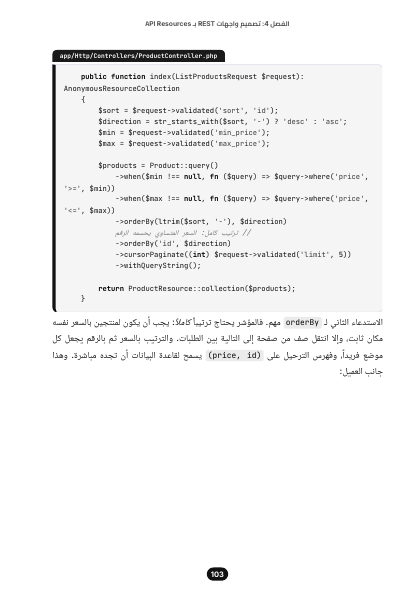 الفصل 4: تصميم واجهات REST بـ API Resources
app/Http/Controllers/ProductController.php
    public function index(ListProductsRequest $request):
AnonymousResourceCollection
    {
        $sort = $request->validated('sort', 'id');
        $direction = str_starts_with($sort, '-') ? 'desc' : 'asc';
        $min = $request->validated('min_price');
        $max = $request->validated('max_price');

        $products = Product::query()
            ->when($min !== null, fn ($query) => $query->where('price',
'>=', $min))
            ->when($max !== null, fn ($query) => $query->where('price',
'<=', $max))
            ->orderBy(ltrim($sort, '-'), $direction)
            // ترتيب كامل: السعر المتساوي يحسمه الرقم
            ->orderBy('id', $direction)
            ->cursorPaginate((int) $request->validated('limit', 5))
            ->withQueryString();

        return ProductResource::collection($products);
    }
الاستدعاء الثاني لـ orderBy مهم. فالمؤشر يحتاج ترتيباً كاملاً: يجب أن يكون لمنتجين بالسعر نفسه
مكان ثابت، وإلا انتقل صف من صفحة إلى التالية بين الطلبات. والترتيب بالسعر ثم بالرقم يجعل كل
موضع فريداً، وفهرس الترحيل على (price, id) يسمح لقاعدة البيانات أن تجده مباشرة. وهذا
جانب العميل:
103